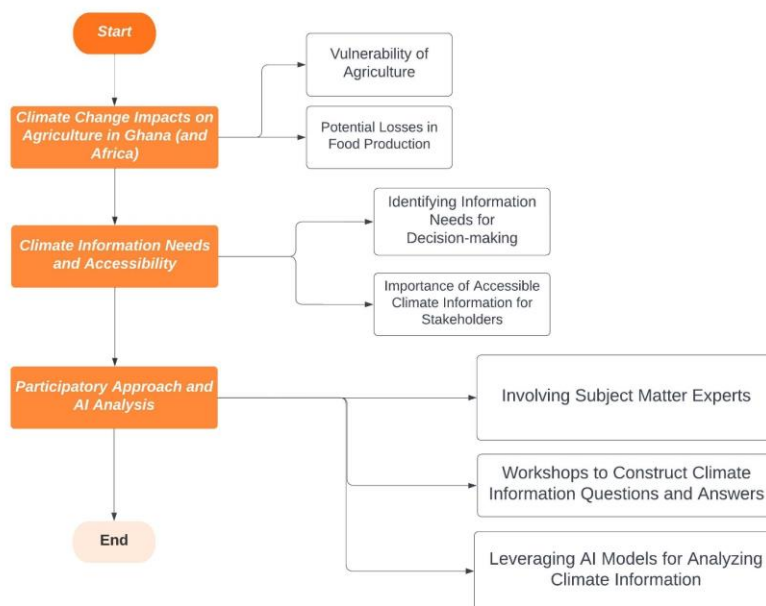 Start
Vulnerability of
Agriculture
Climate Change Impacts on
Agriculture in Ghana (and
Africa)
Potential Losses in
Food Production
Identifying Information
Needs for
Decision-making
Climate Information Needs
and Accessibility
Importance of Accessible
Climate Information for
Stakeholders
Participatory Approach and
AI Analysis
Involving Subject Matter Experts
Workshops to Construct Climate
Information Questions and Answers
End
Leveraging AI Models for Analyzing
Climate Information